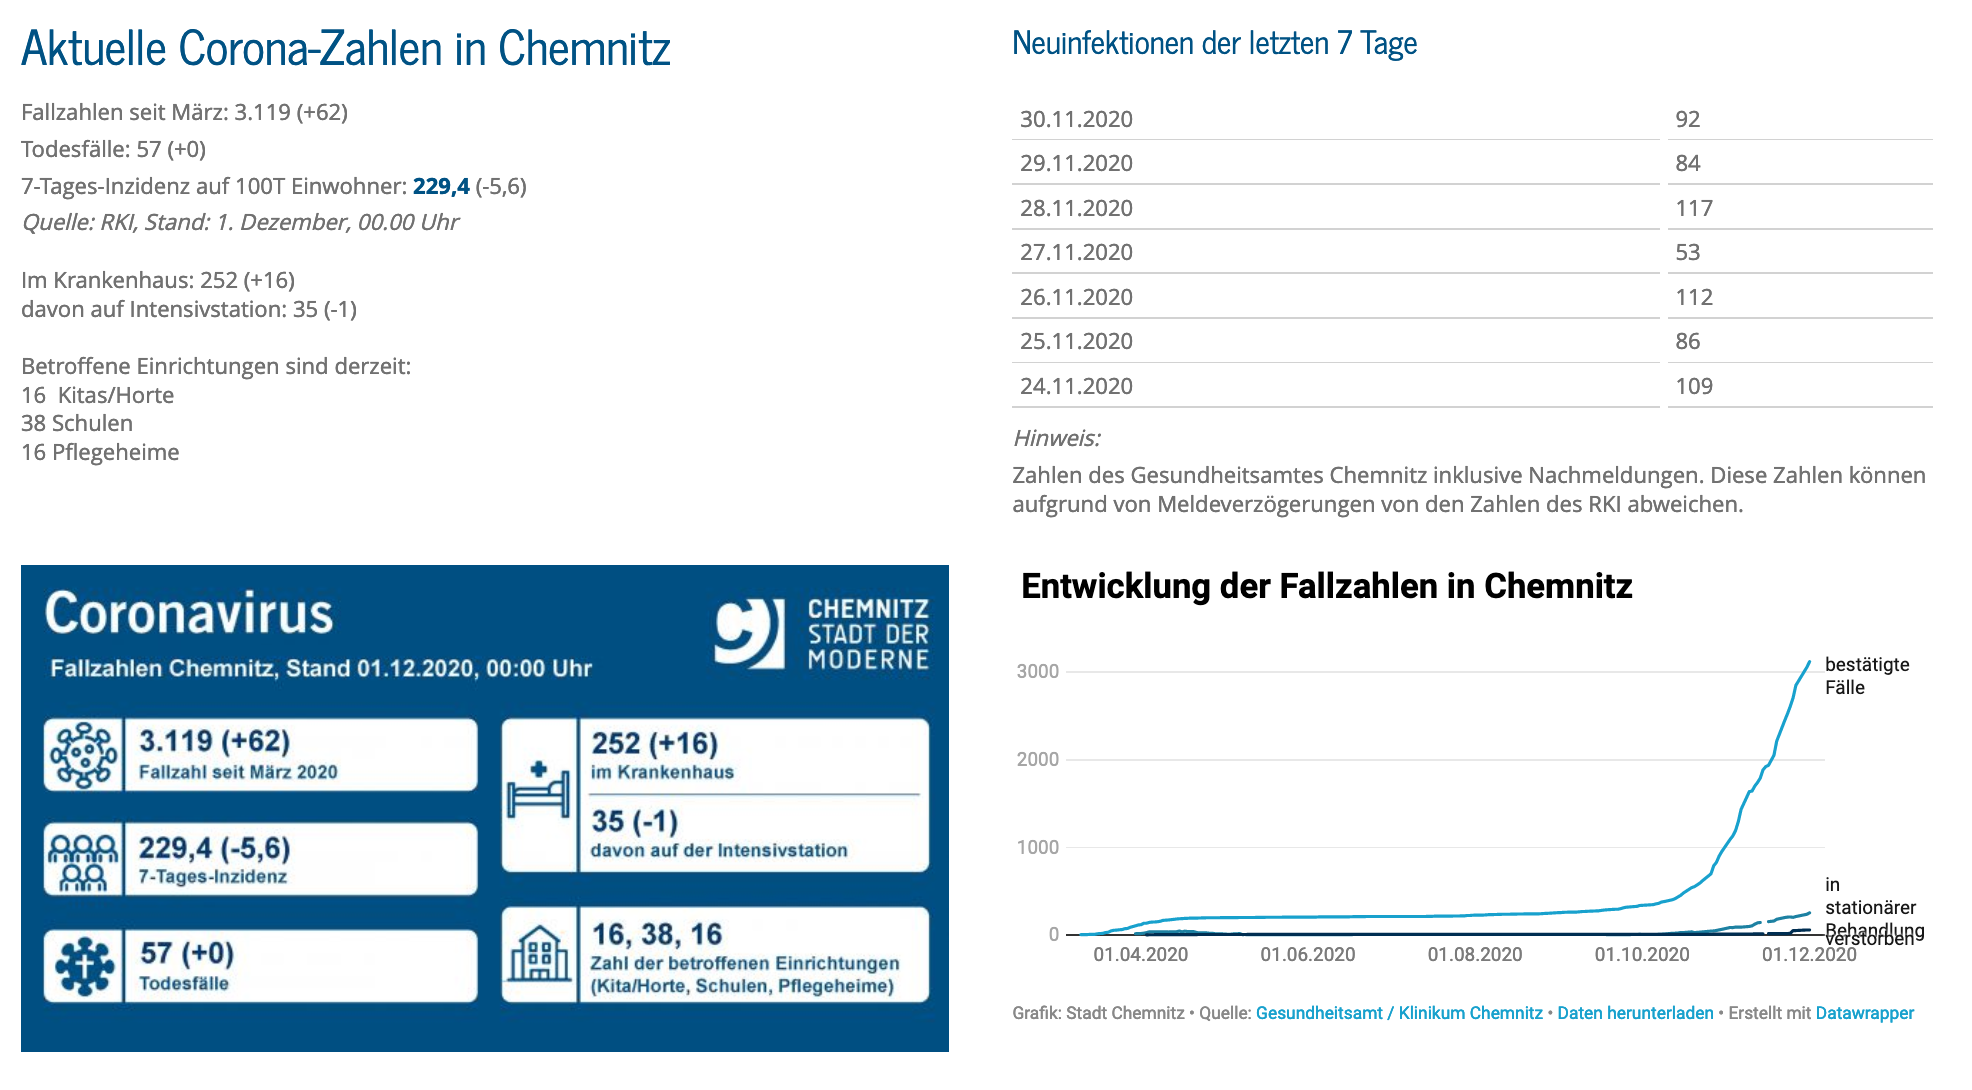 Aktuelle Corona-Zahlen in Chemnitz
Fallzahlen seit März: 3.119 (+62)
Todesfälle: 57 (+0)
7-Tages-Inzidenz auf 100T Einwohner: 229,4 (-5,6)
Quelle: RKI, Stand: 1. Dezember, 00.00 Uhr
Im Krankenhaus: 252 (+16)
davon auf Intensivstation: 35 (-1)
Betroffene Einrichtungen sind derzeit:
16 Kitas/Horte
38 Schulen
16 Pflegeheime
Neuinfektionen der letzten 7 Tage
30.11.2020 92
29.11.2020 84
28.11.2020 117
27.11.2020 53
26.11.2020 112
25.11.2020 86
24.11.2020 109
Hinweis:
Zahlen des Gesundheitsamtes Chemnitz inklusive Nachmeldungen. Diese Zahlen können
aufgrund von Meldeverzögerungen von den Zahlen des RKI abweichen.
Coronavirus
Fallzahlen Chemnitz, Stand 01.12.2020, 00:00 Uhr
CHEMNITZ
STADT DER
MODERNE
3.119 (+62)
Fallzahl seit März 2020
229,4 (-5,6)
7-Tages-Inzidenz
57 (+0)
Todesfälle
252 (+16)
im Krankenhaus
35 (-1)
davon auf der Intensivstation
16, 38, 16
Zahl der betroffenen Einrichtungen
(Kita/Horte, Schulen, Pflegeheime)
Entwicklung der Fallzahlen in Chemnitz
3000
2000
1000
0
bestätigte
Fälle
in
stationärer
Behandlung
verstorben
01.04.2020 01.06.2020 01.08.2020 01.10.2020 01.12.2020
Grafik: Stadt Chemnitz • Quelle: Gesundheitsamt / Klinikum Chemnitz • Daten herunterladen • Erstellt mit Datawrapper